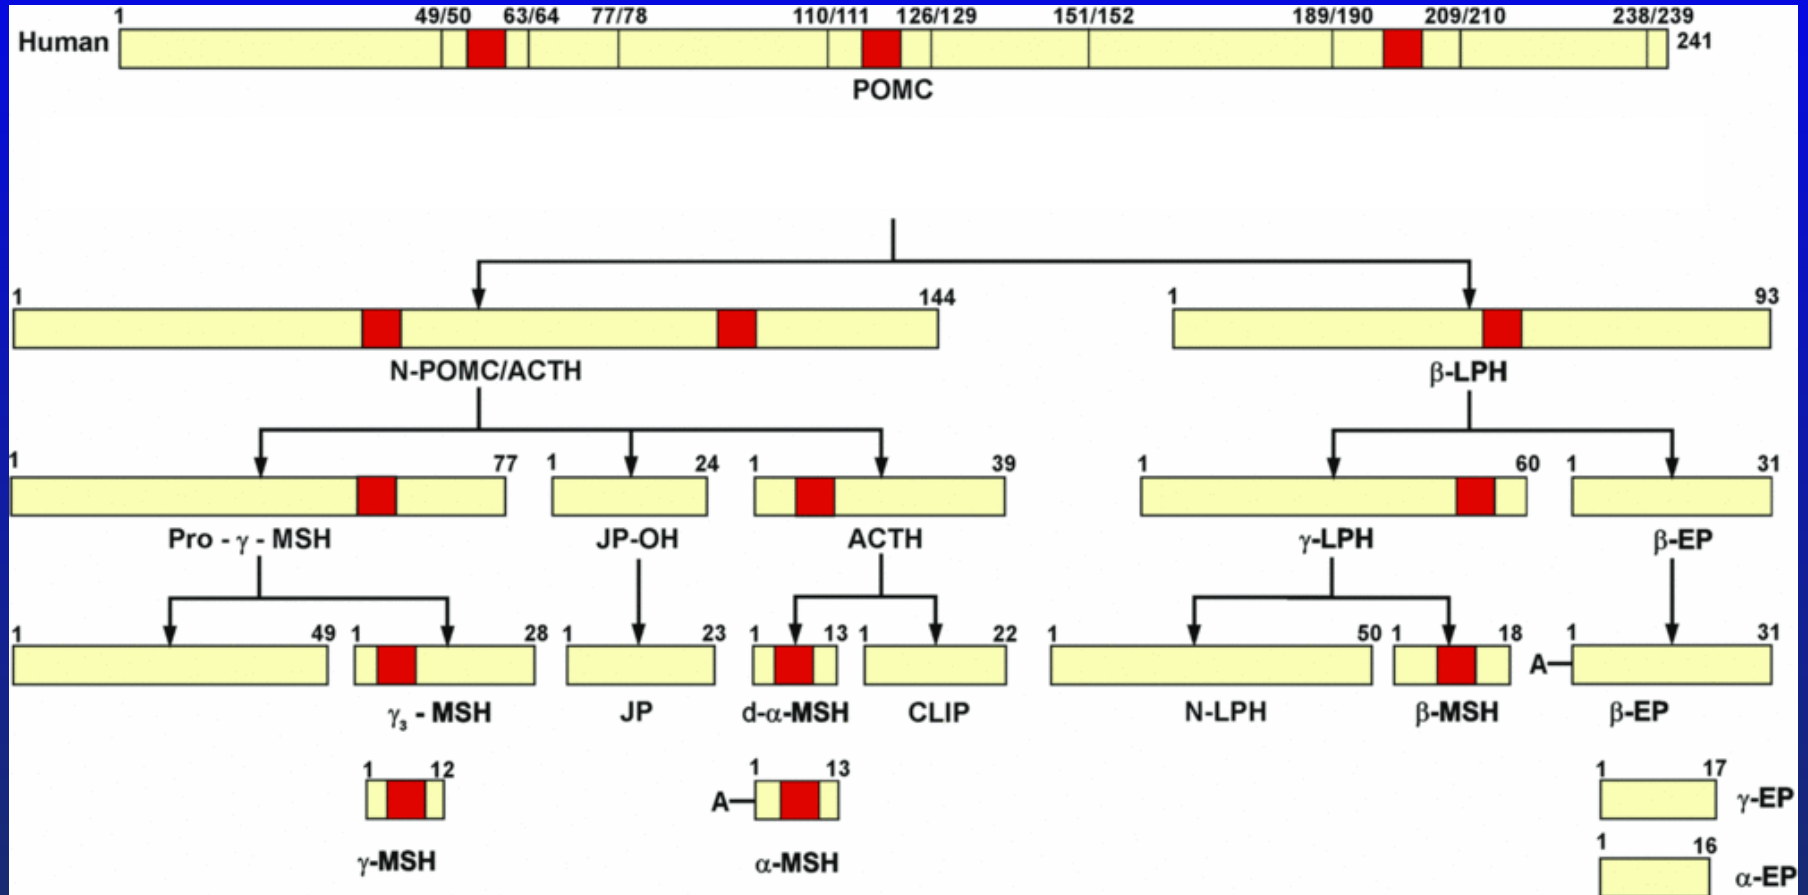 1 49/50 63/64 77/78 110/111 126/129 151/152 189/190 209/210 238/239
Human 241
POMC
1 144 1 93
N-POMC/ACTH β-LPH
1 77 1 24 1 39 1 60 1 31
Pro - γ - MSH JP-OH ACTH γ-LPH β-EP
1 49 1 28 1 23 1 13 1 22 1 50 1 18 1 31
A
γ₃ - MSH JP d-α-MSH CLIP N-LPH β-MSH β-EP
1 12 1 13 1 17
A γ-EP
γ-MSH α-MSH 1 16
α-EP